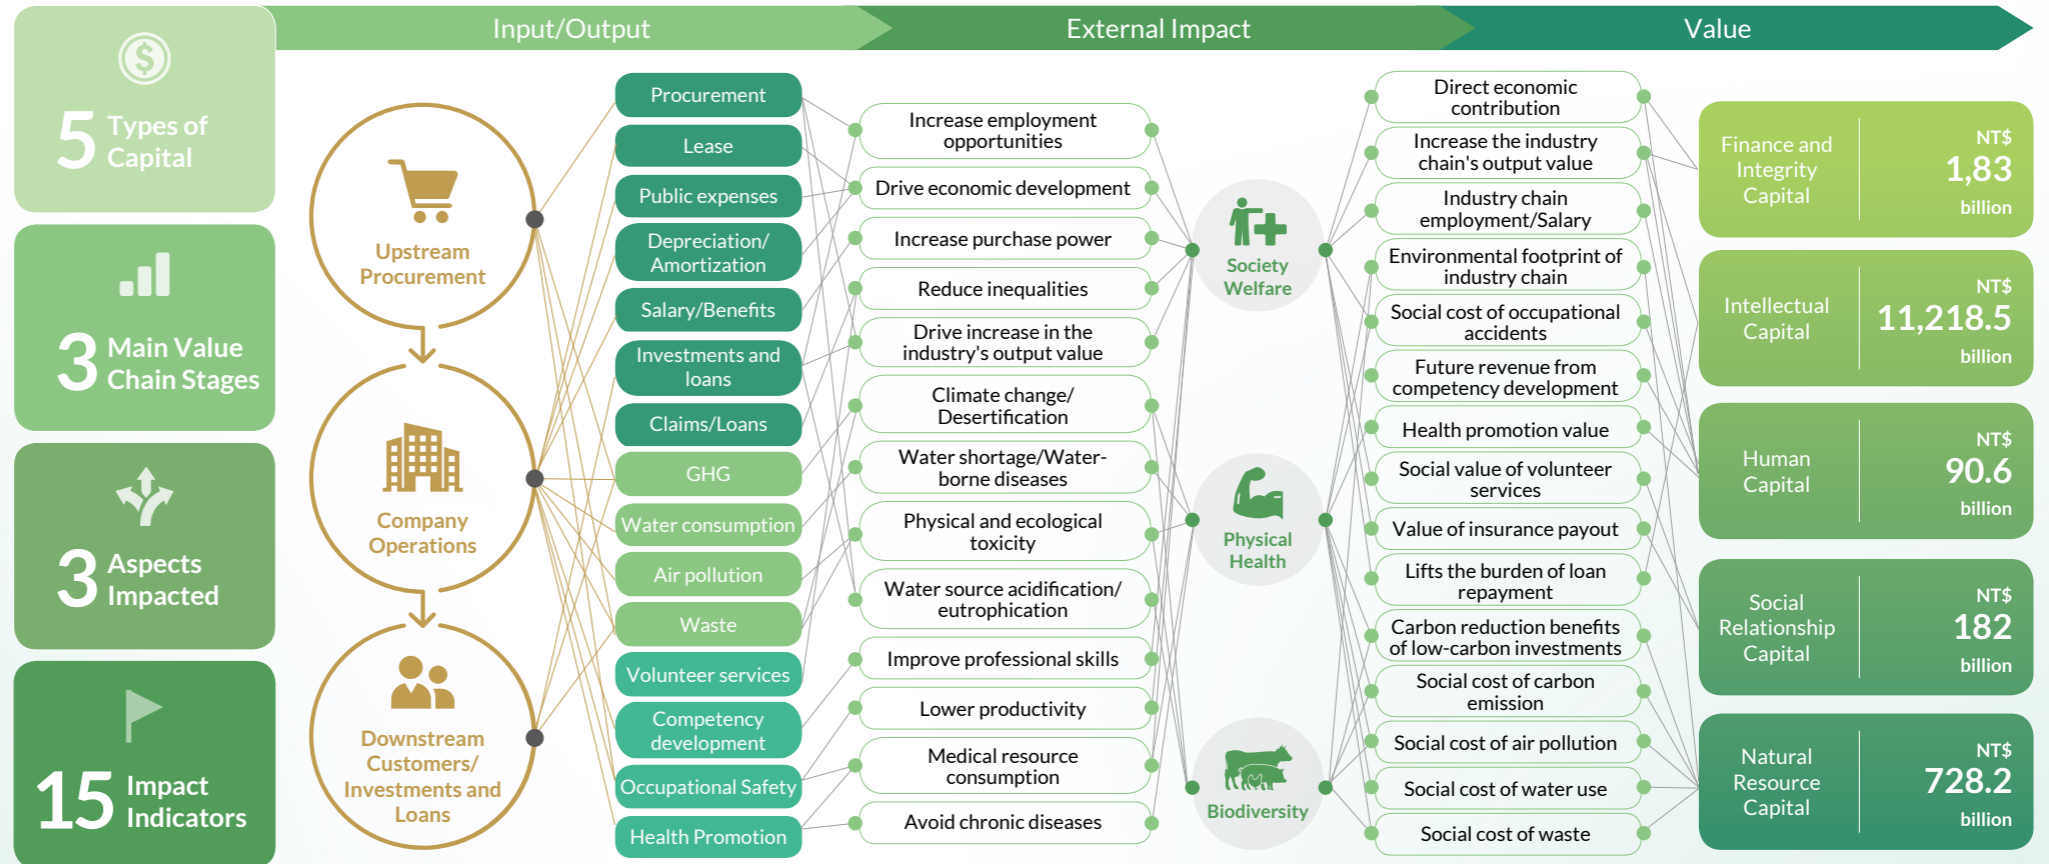 Input/Output
External Impact
Value
5
Types of
Capital
3
Main Value
Chain Stages
3
Aspects
Impacted
15
Impact
Indicators
Upstream
Procurement
Company
Operations
Downstream
Customers/
Investments and
Loans
Procurement
Lease
Public expenses
Depreciation/
Amortization
Salary/Benefits
Investments and
loans
Claims/Loans
GHG
Water consumption
Air pollution
Waste
Volunteer services
Competency
development
Occupational Safety
Health Promotion
Increase employment
opportunities
Drive economic development
Increase purchase power
Reduce inequalities
Drive increase in the
industry's output value
Climate change/
Desertification
Water shortage/Water-
borne diseases
Physical and ecological
toxicity
Water source acidification/
eutrophication
Improve professional skills
Lower productivity
Medical resource
consumption
Avoid chronic diseases
Society
Welfare
Physical
Health
Biodiversity
Direct economic
contribution
Increase the industry
chain's output value
Industry chain
employment/Salary
Environmental footprint of
industry chain
Social cost of occupational
accidents
Future revenue from
competency development
Health promotion value
Social value of volunteer
services
Value of insurance payout
Lifts the burden of loan
repayment
Carbon reduction benefits
of low-carbon investments
Social cost of carbon
emission
Social cost of air pollution
Social cost of water use
Social cost of waste
Finance and
Integrity
Capital
NT$
1,83
billion
Intellectual
Capital
NT$
11,218.5
billion
Human
Capital
NT$
90.6
billion
Social
Relationship
Capital
NT$
182
billion
Natural
Resource
Capital
NT$
728.2
billion